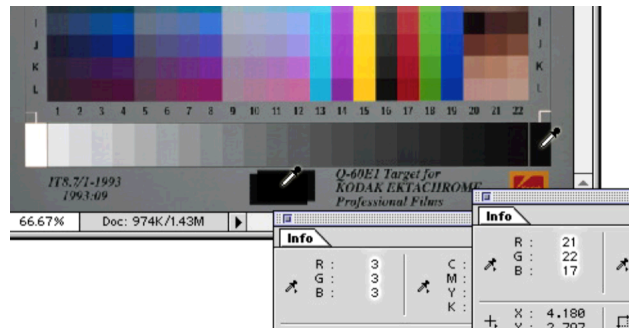 I
I
J
J
K
K
L
L
1 2 3 4 5 6 7 8 9 10 11 12 13 14 15 16 17 18 19 20 21 22
IT8.7/1-1993
1993:09
Q-60E1 Target for
KODAK EKTACHROME
Professional Films
66.67%
Doc: 974K/1.43M
Info
R : 3
G : 3
B : 3
C :
M :
Y :
K :
Info
R : 21
G : 22
B : 17
X : 4.180
Y : 2.797